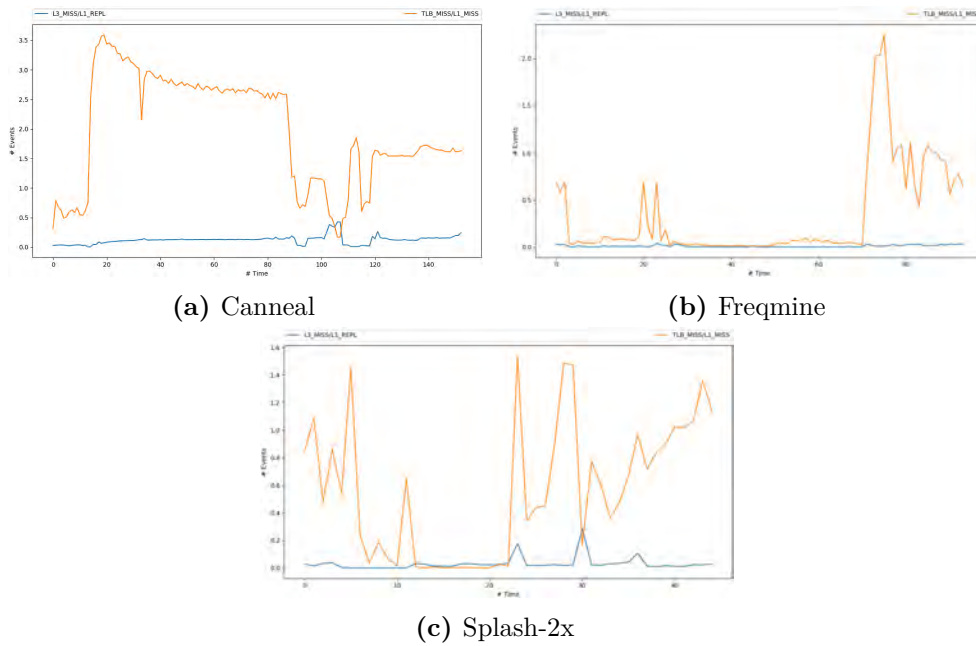 L3_MISS/L1_REPL TLB_MISS/L1_MISS
3.5
3.0
2.5
2.0
1.5
1.0
0.5
0.0
# Events
0 20 40 60 80 100 120 140
# Time
(a) Canneal
L3_MISS/L1_REPL TLB_MISS/L1_MISS
2.0
1.5
1.0
0.5
0.0
# Events
0 20 40 60 80
# Time
(b) Freqmine
L3_MISS/L1_REPL TLB_MISS/L1_MISS
1.6
1.4
1.2
1.0
0.8
0.6
0.4
0.2
0.0
# Events
0 10 20 30 40
# Time
(c) Splash-2x